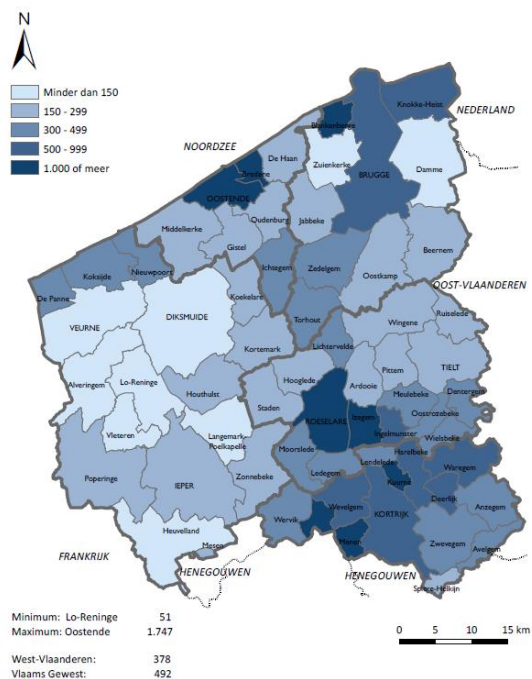 N
Minder dan 150
150 - 299
300 - 499
500 - 999
1.000 of meer
NOORDZEE
NEDERLAND
Knokke-Heist
Blankenberge
De Haan
Zuienkerke
BRUGGE
Damme
Bredene
OOSTENDE
Oudenburg
Jabbeke
Middelkerke
Gistel
Beernem
Oostkamp
Zedelgem
Ichtegem
Koksijde
Nieuwpoort
De Panne
OOST-VLAANDEREN
Koekelare
Torhout
Ruiselede
Wingene
DIKSMUIDE
VEURNE
Kortemark
Lichtervelde
TIELT
Pittem
Hooglede
Ardooie
Lo-Reninge
Alveringem
Houthulst
Meulebeke
Dentergem
Staden
ROESELARE
Izegem
Oostrozebeke
Ingelmunster
Wielsbeke
Vleteren
Langemark-
Poelkapelle
Moorslede
Harelbeke
Lendelede
Ledegem
Waregem
Kuurne
Zonnebeke
Poperinge
IEPER
Deerlijk
Anzegem
Wevelgem
KORTRIJK
Wervik
Heuvelland
Menen
Zwevegem
Avelgem
Mesen
FRANKRIJK
HENEGOUWEN
HENEGOUWEN
Spiere-Helkijn
Minimum: Lo-Reninge 51
Maximum: Oostende 1.747
West-Vlaanderen: 378
Vlaams Gewest: 492
0 5 10 15 km